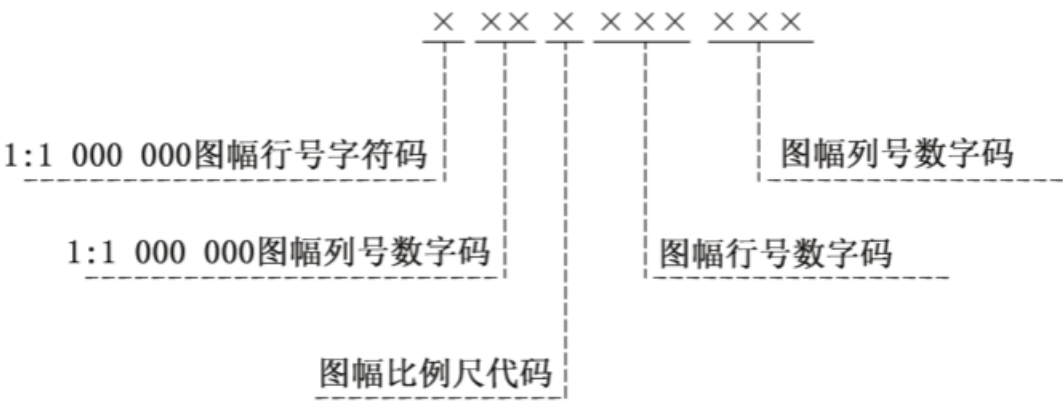 × ×× × ××× ×××
1:1 000 000图幅行号字符码
图幅列号数字码
1:1 000 000图幅列号数字码
图幅行号数字码
图幅比例尺代码